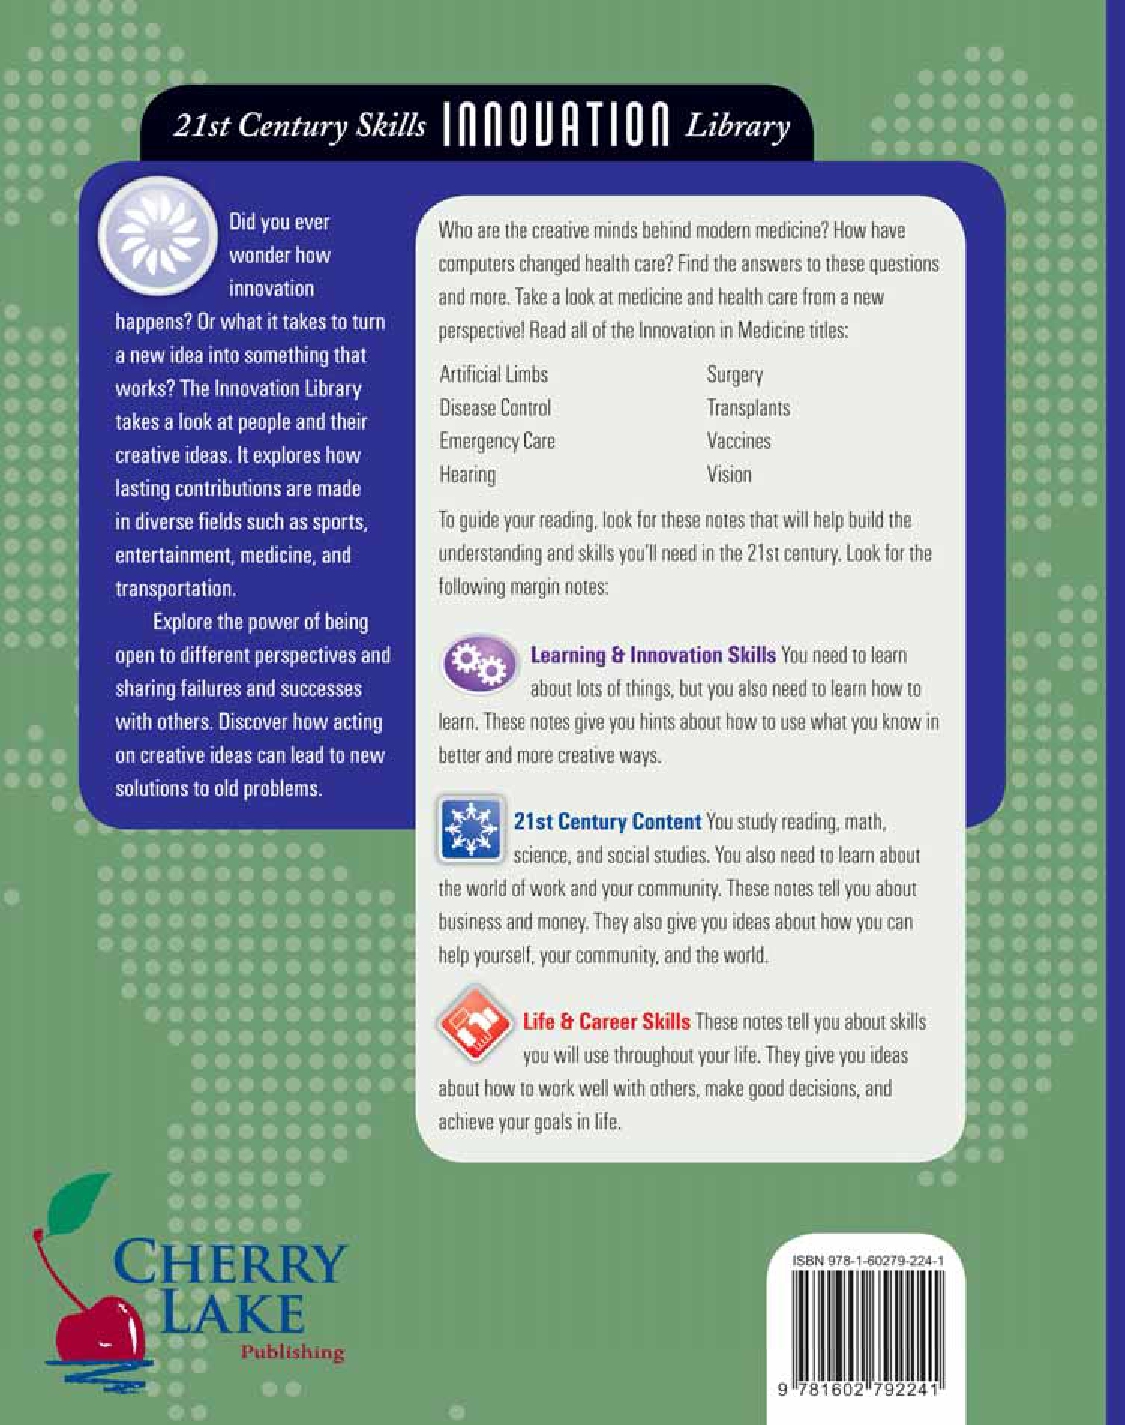 21st Century Skills INNOVATION Library
Did you ever
wonder how
innovation
happens? Or what it takes to turn
a new idea into something that
works? The Innovation Library
takes a look at people and their
creative ideas. It explores how
lasting contributions are made
in diverse fields such as sports,
entertainment, medicine, and
transportation.
Explore the power of being
open to different perspectives and
sharing failures and successes
with others. Discover how acting
on creative ideas can lead to new
solutions to old problems.
Who are the creative minds behind modern medicine? How have
computers changed health care? Find the answers to these questions
and more. Take a look at medicine and health care from a new
perspective! Read all of the Innovation in Medicine titles:
Artificial Limbs
Disease Control
Emergency Care
Hearing
Surgery
Transplants
Vaccines
Vision
To guide your reading, look for these notes that will help build the
understanding and skills you'll need in the 21st century. Look for the
following margin notes:
Learning & Innovation Skills You need to learn
about lots of things, but you also need to learn how to
learn. These notes give you hints about how to use what you know in
better and more creative ways.
21st Century Content You study reading, math,
science, and social studies. You also need to learn about
the world of work and your community. These notes tell you about
business and money. They also give you ideas about how you can
help yourself, your community, and the world.
Life & Career Skills These notes tell you about skills
you will use throughout your life. They give you ideas
about how to work well with others, make good decisions, and
achieve your goals in life.
CHERRY
LAKE
Publishing
ISBN 978-1-60279-224-1
9 781602 792241